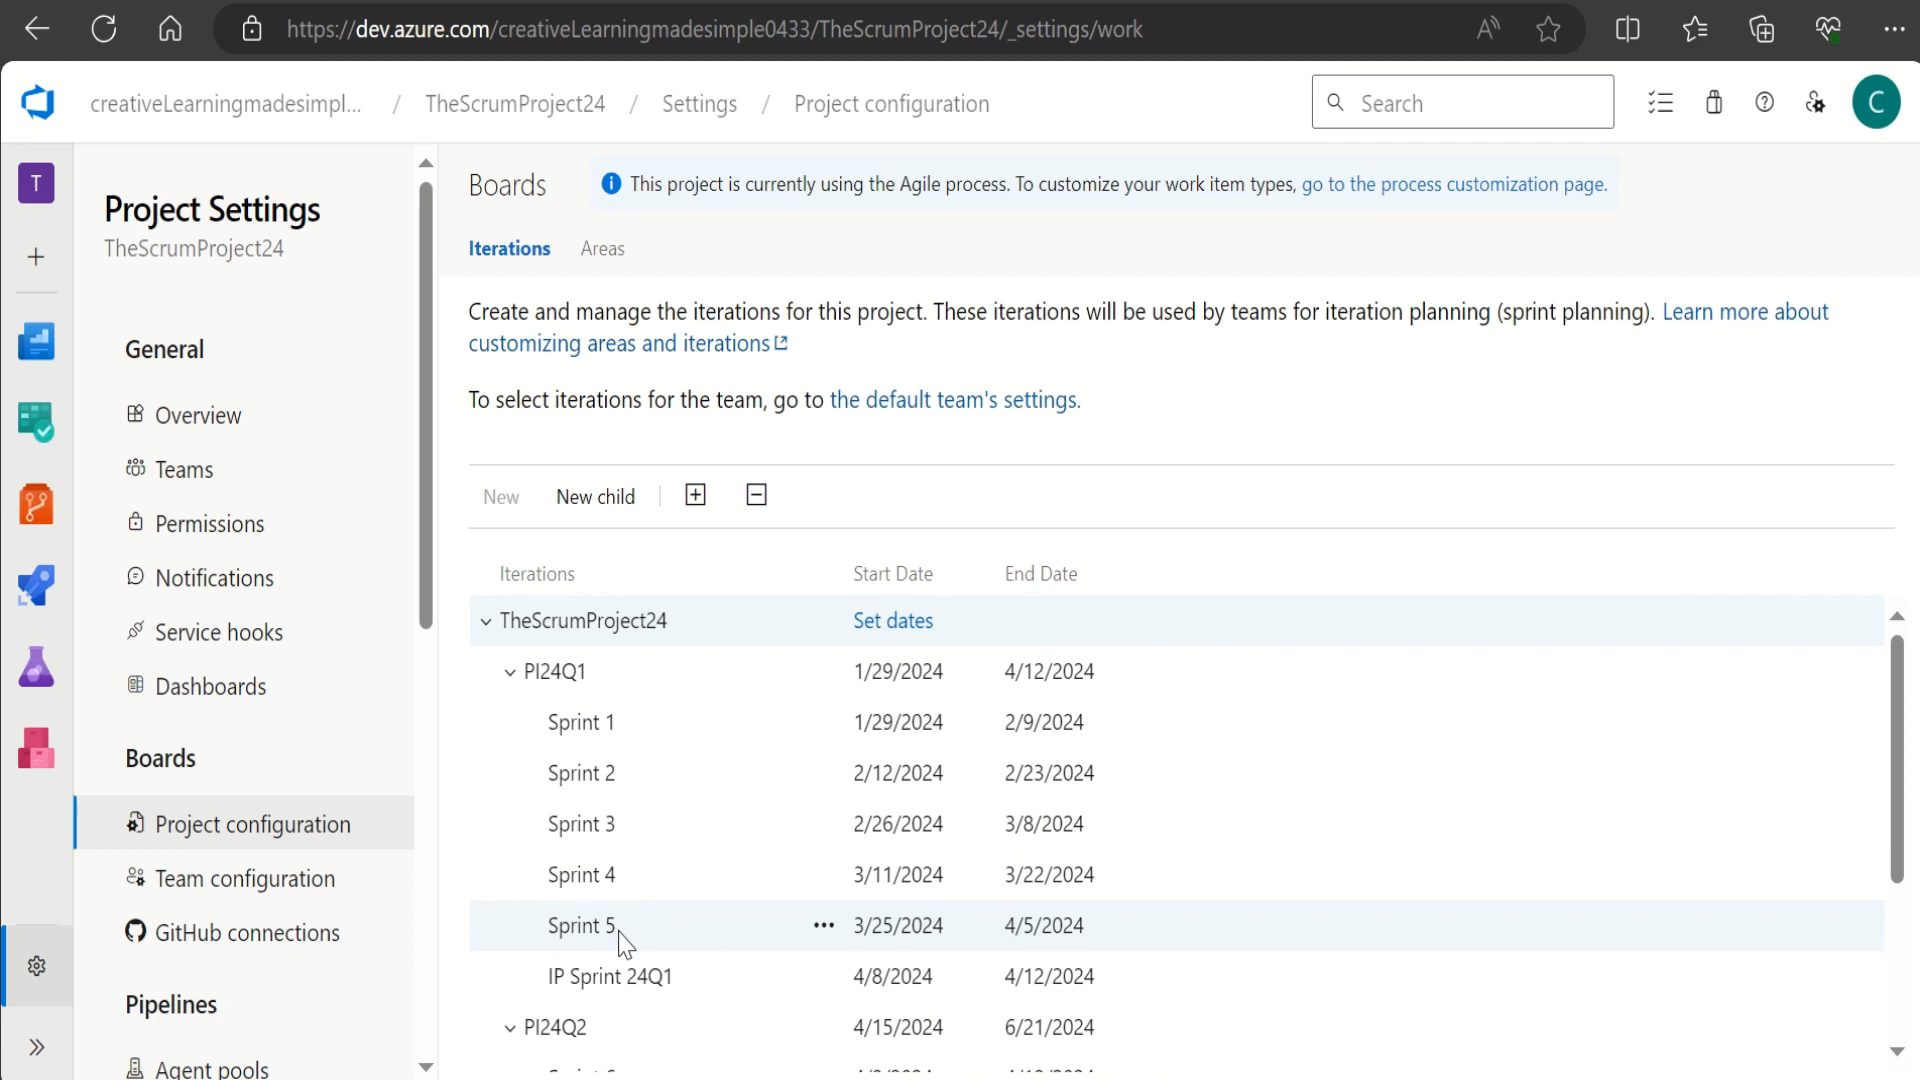 https://dev.azure.com/creativeLearningmadesimple0433/TheScrumProject24/_settings/work
creativeLearningmadesimpl... / TheScrumProject24 / Settings / Project configuration
Search
C
T
Project Settings
TheScrumProject24
General
Overview
Teams
Permissions
Notifications
Service hooks
Dashboards
Boards
Project configuration
Team configuration
GitHub connections
Pipelines
Agent pools
Boards
This project is currently using the Agile process. To customize your work item types, go to the process customization page.
Iterations Areas
Create and manage the iterations for this project. These iterations will be used by teams for iteration planning (sprint planning). Learn more about
customizing areas and iterations
To select iterations for the team, go to the default team's settings.
New New child
Iterations Start Date End Date
TheScrumProject24 Set dates
PI24Q1 1/29/2024 4/12/2024
Sprint 1 1/29/2024 2/9/2024
Sprint 2 2/12/2024 2/23/2024
Sprint 3 2/26/2024 3/8/2024
Sprint 4 3/11/2024 3/22/2024
Sprint 5 ••• 3/25/2024 4/5/2024
IP Sprint 24Q1 4/8/2024 4/12/2024
PI24Q2 4/15/2024 6/21/2024